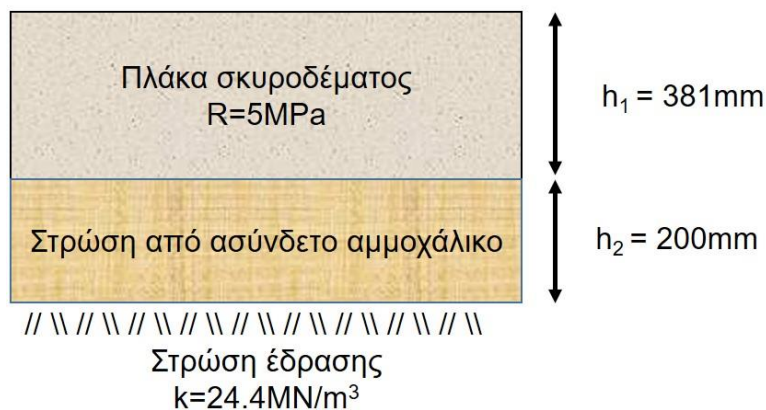 Πλάκα σκυροδέματος
R=5MPa
h₁ = 381mm
Στρώση από ασύνδετο αμμοχάλικο
h₂ = 200mm
// \\ // \\ // \\ // \\ // \\ // \\ // \\ // \\ // \\
Στρώση έδρασης
k=24.4MN/m³